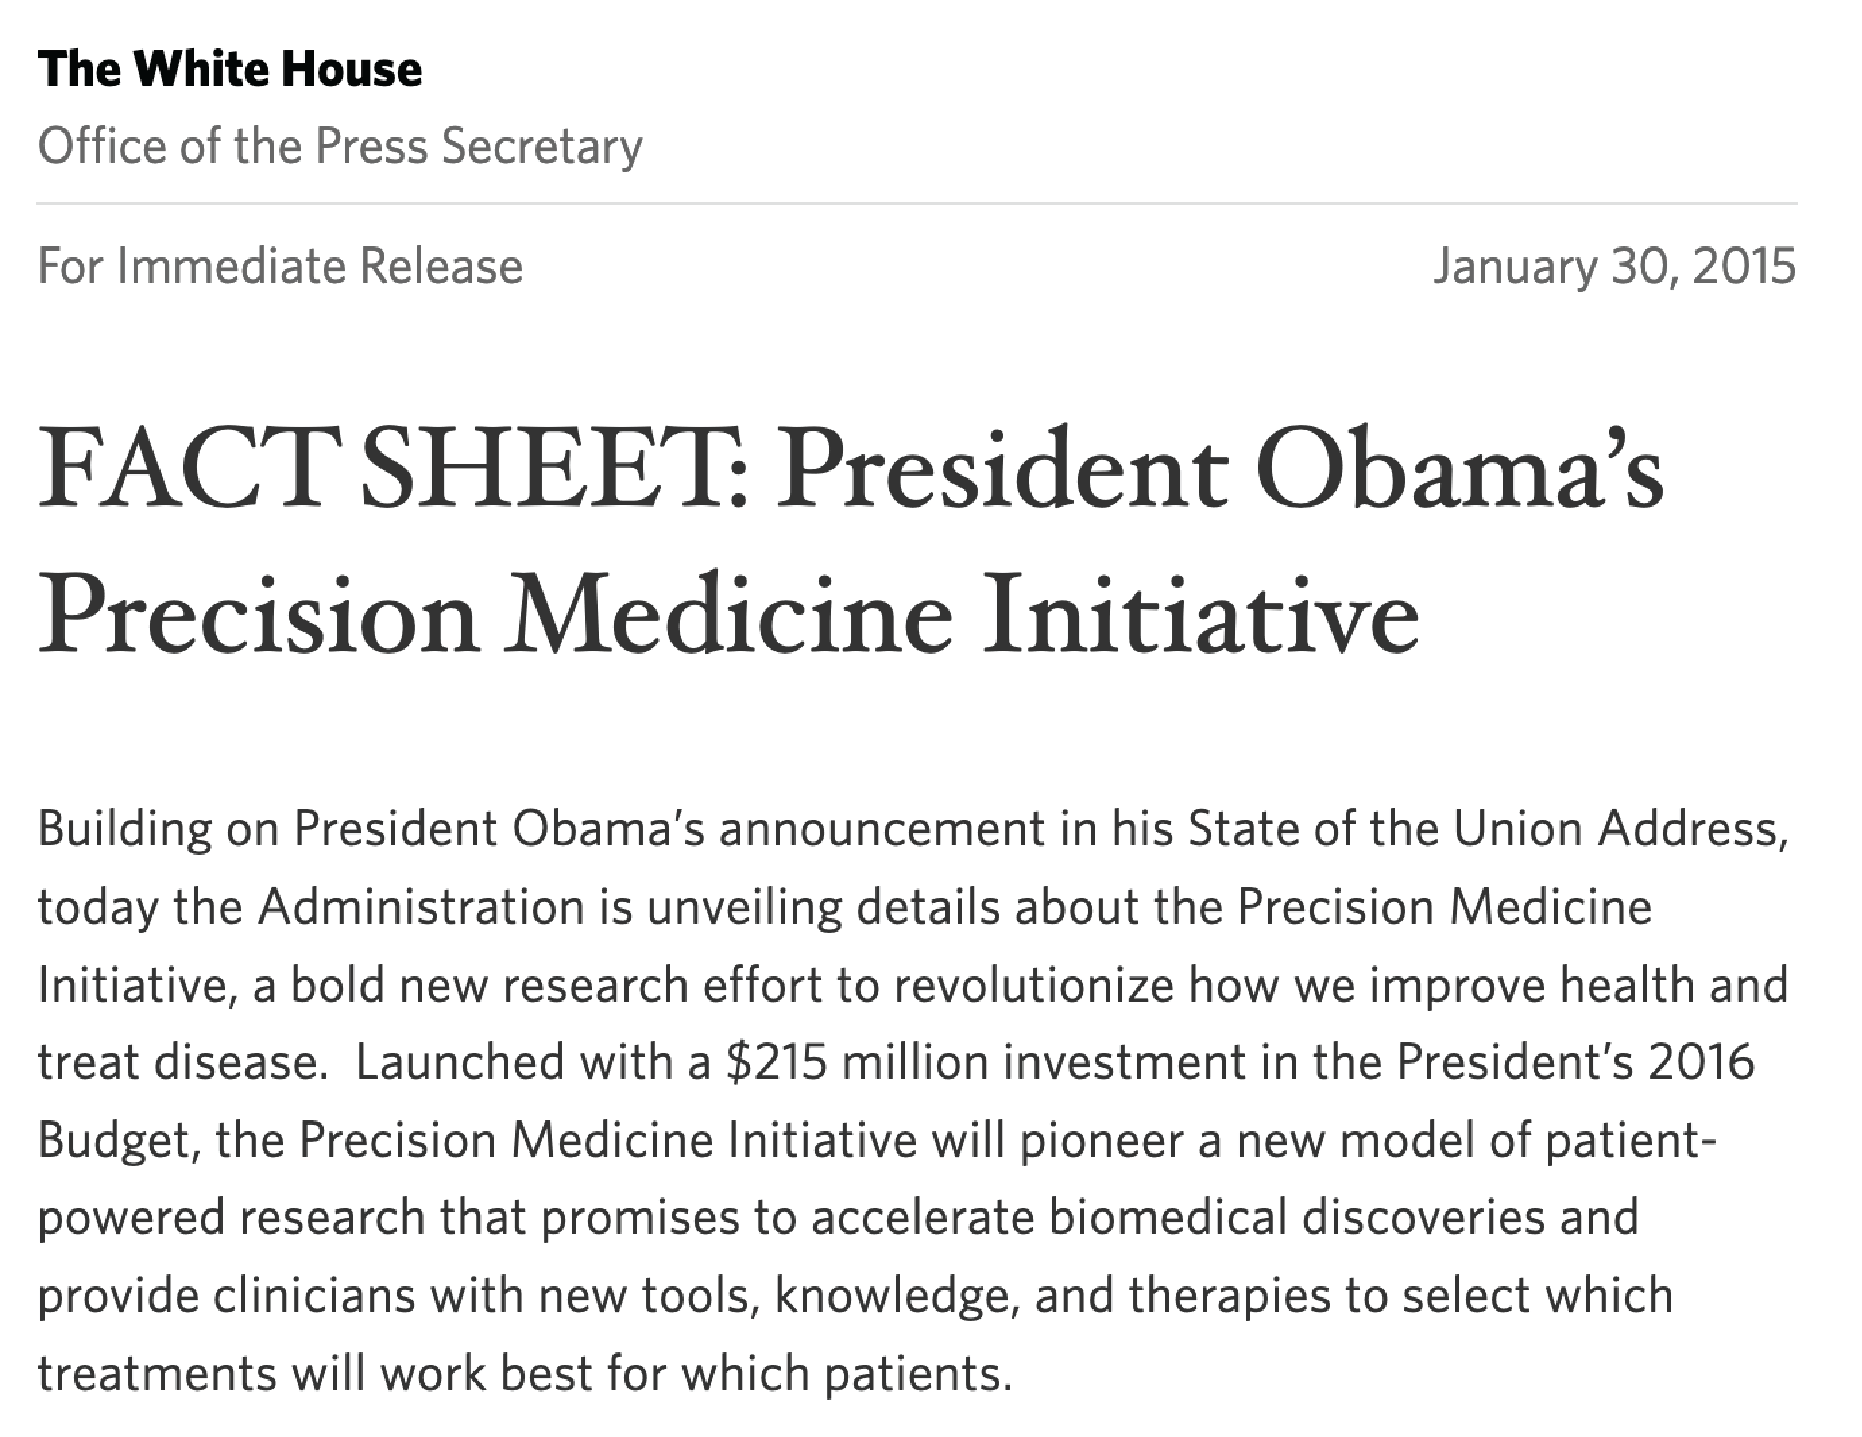 The White House
Office of the Press Secretary
For Immediate Release
January 30, 2015
FACT SHEET: President Obama’s
Precision Medicine Initiative
Building on President Obama’s announcement in his State of the Union Address,
today the Administration is unveiling details about the Precision Medicine
Initiative, a bold new research effort to revolutionize how we improve health and
treat disease.  Launched with a $215 million investment in the President’s 2016
Budget, the Precision Medicine Initiative will pioneer a new model of patient-
powered research that promises to accelerate biomedical discoveries and
provide clinicians with new tools, knowledge, and therapies to select which
treatments will work best for which patients.